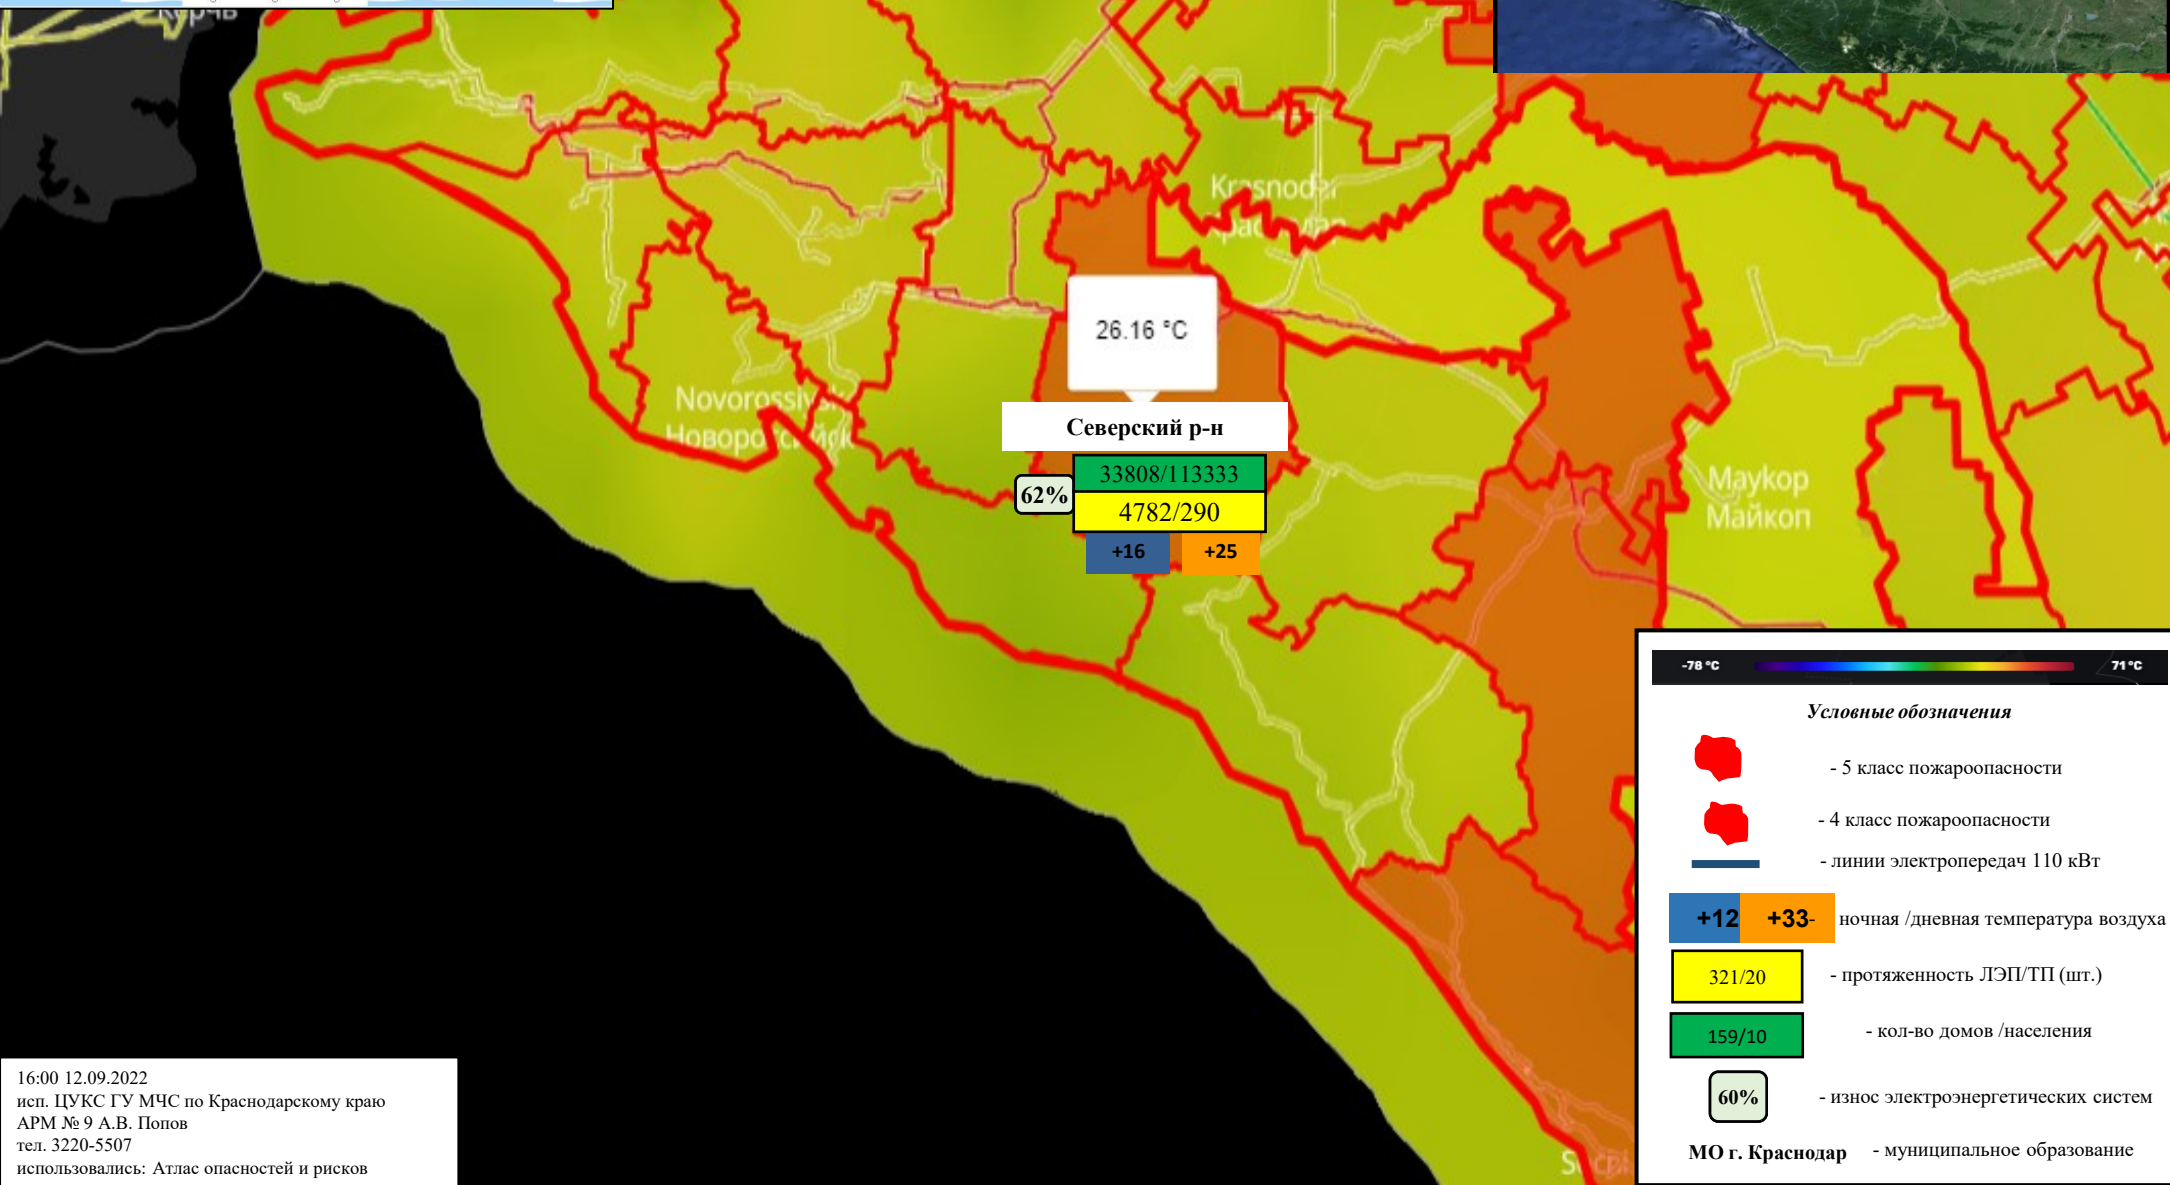 Керчь
Krasnodar
Краснодар
26.16 °C
Novorossiysk
Новороссийск
Северский р-н
33808/113333
62%
4782/290
+16 +25
Maykop
Майкоп
-78 °C 71 °C
Условные обозначения
- 5 класс пожароопасности
- 4 класс пожароопасности
- линии электропередач 110 кВт
+12 +33- ночная /дневная температура воздуха
321/20 - протяженность ЛЭП/ТП (шт.)
159/10 - кол-во домов /населения
60% - износ электроэнергетических систем
МО г. Краснодар - муниципальное образование
16:00 12.09.2022
исп. ЦУКС ГУ МЧС по Краснодарскому краю
АРМ № 9 А.В. Попов
тел. 3220-5507
использовались: Атлас опасностей и рисков